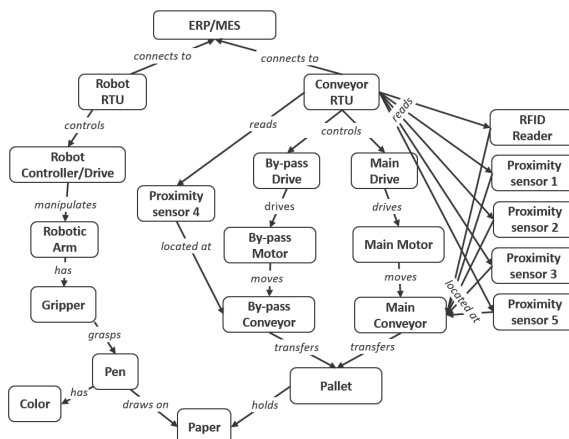 ERP/MES
connects to
connects to
Robot
RTU
Conveyor
RTU
reads
controls
reads
controls
RFID
Reader
Robot
Controller/Drive
By-pass
Drive
Main
Drive
Proximity
sensor 1
manipulates
Proximity
sensor 4
drives
drives
Proximity
sensor 2
Robotic
Arm
located at
By-pass
Motor
Main Motor
Proximity
sensor 3
has
moves
moves
located at
Gripper
By-pass
Conveyor
Main
Conveyor
Proximity
sensor 5
grasps
transfers
transfers
Pen
Pallet
has
Color
draws on
holds
Paper